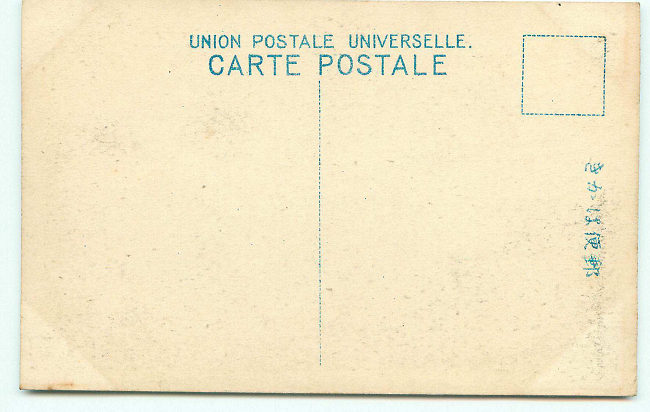 UNION POSTALE UNIVERSELLE.
CARTE POSTALE
郵便はかき